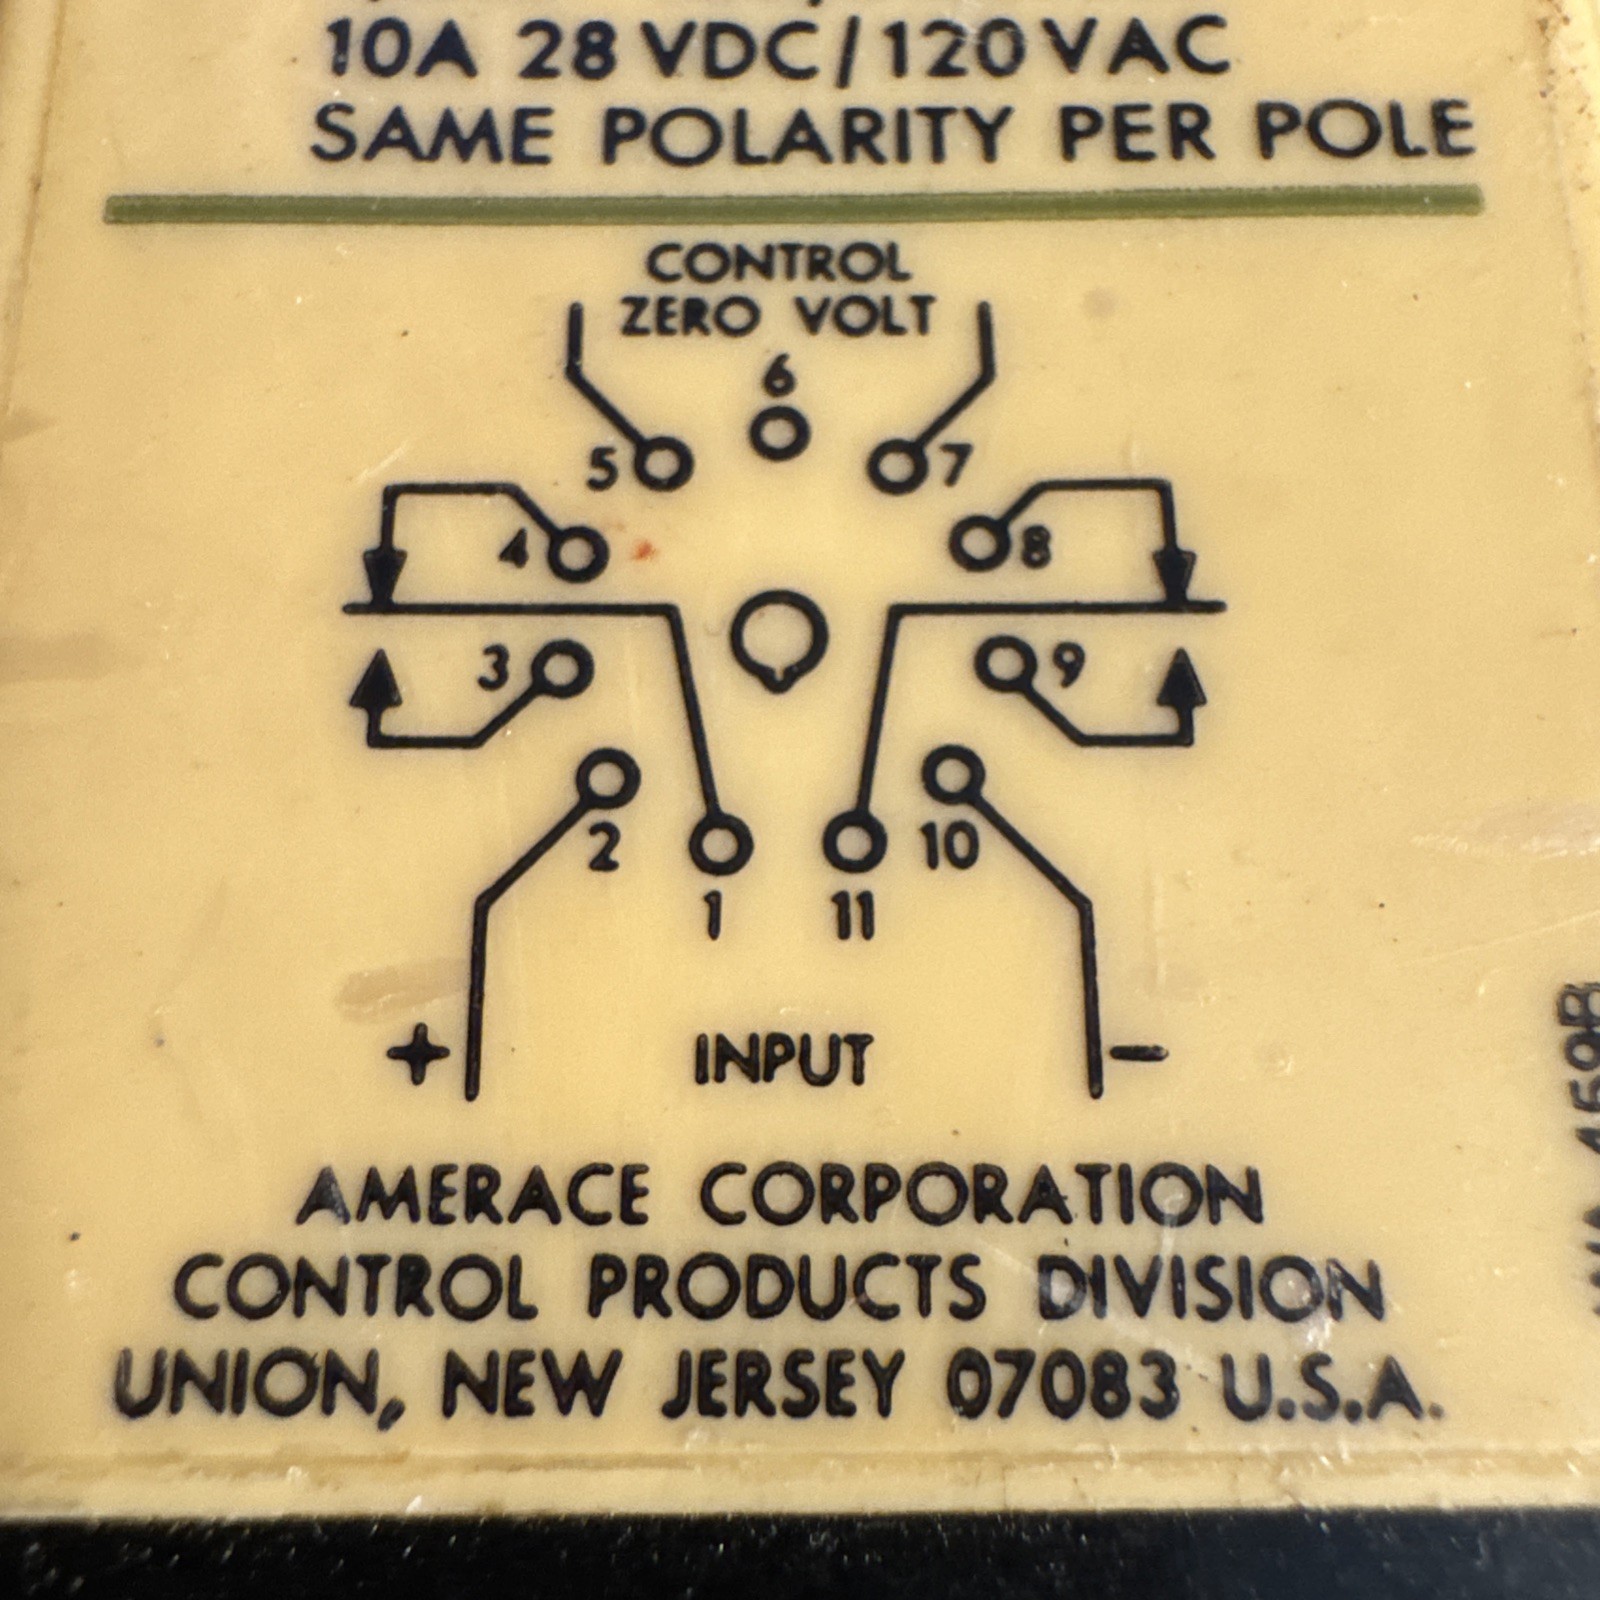 10A 28 VDC/120 VAC
SAME POLARITY PER POLE
CONTROL
ZERO VOLT
6
5 7
4 8
3 9
2 10
1 11
+ INPUT −
AMERACE CORPORATION
CONTROL PRODUCTS DIVISION
UNION, NEW JERSEY 07083 U.S.A.